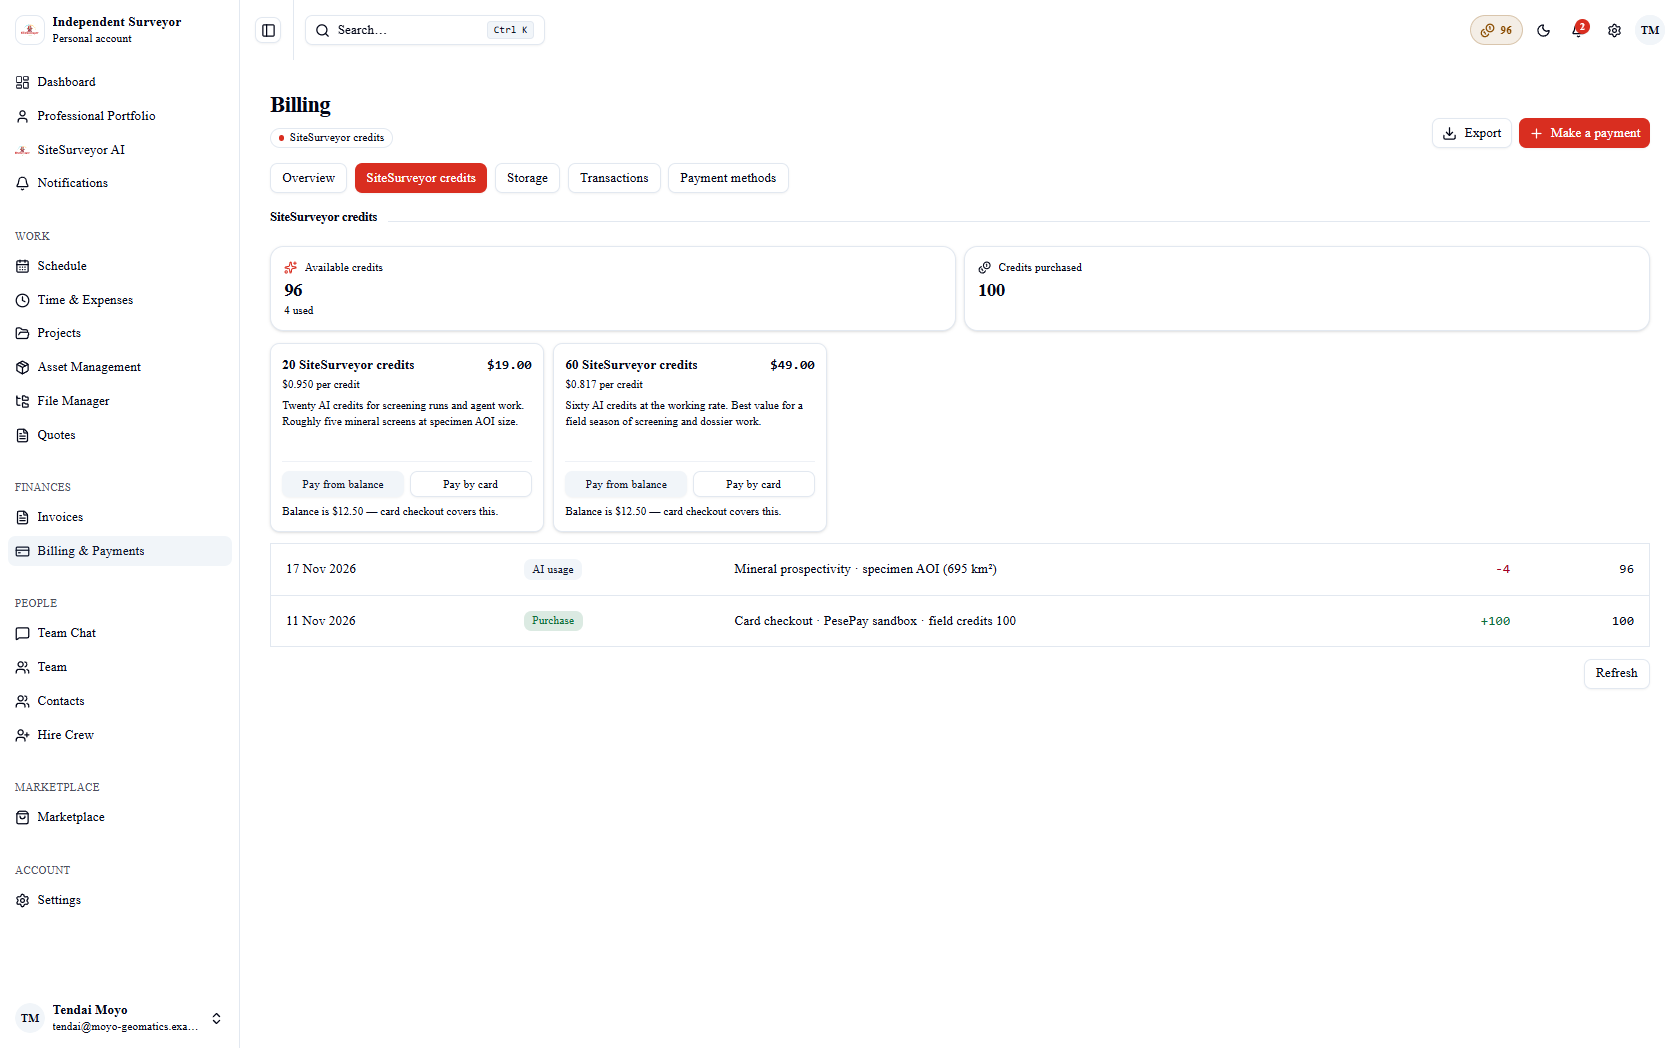 Independent Surveyor
Personal account
Search...
Ctrl K
96
2
TM
Dashboard
Professional Portfolio
SiteSurveyor AI
Notifications
WORK
Schedule
Time & Expenses
Projects
Asset Management
File Manager
Quotes
FINANCES
Invoices
Billing & Payments
PEOPLE
Team Chat
Team
Contacts
Hire Crew
MARKETPLACE
Marketplace
ACCOUNT
Settings
TM
Tendai Moyo
tendai@moyo-geomatics.exa...
Billing
SiteSurveyor credits
Export
Make a payment
Overview
SiteSurveyor credits
Storage
Transactions
Payment methods
SiteSurveyor credits
Available credits
96
4 used
Credits purchased
100
20 SiteSurveyor credits $19.00
$0.950 per credit
Twenty AI credits for screening runs and agent work.
Roughly five mineral screens at specimen AOI size.
Pay from balance
Pay by card
Balance is $12.50 — card checkout covers this.
60 SiteSurveyor credits $49.00
$0.817 per credit
Sixty AI credits at the working rate. Best value for a
field season of screening and dossier work.
Pay from balance
Pay by card
Balance is $12.50 — card checkout covers this.
17 Nov 2026 AI usage Mineral prospectivity · specimen AOI (695 km²) -4 96
11 Nov 2026 Purchase Card checkout · PesePay sandbox · field credits 100 +100 100
Refresh